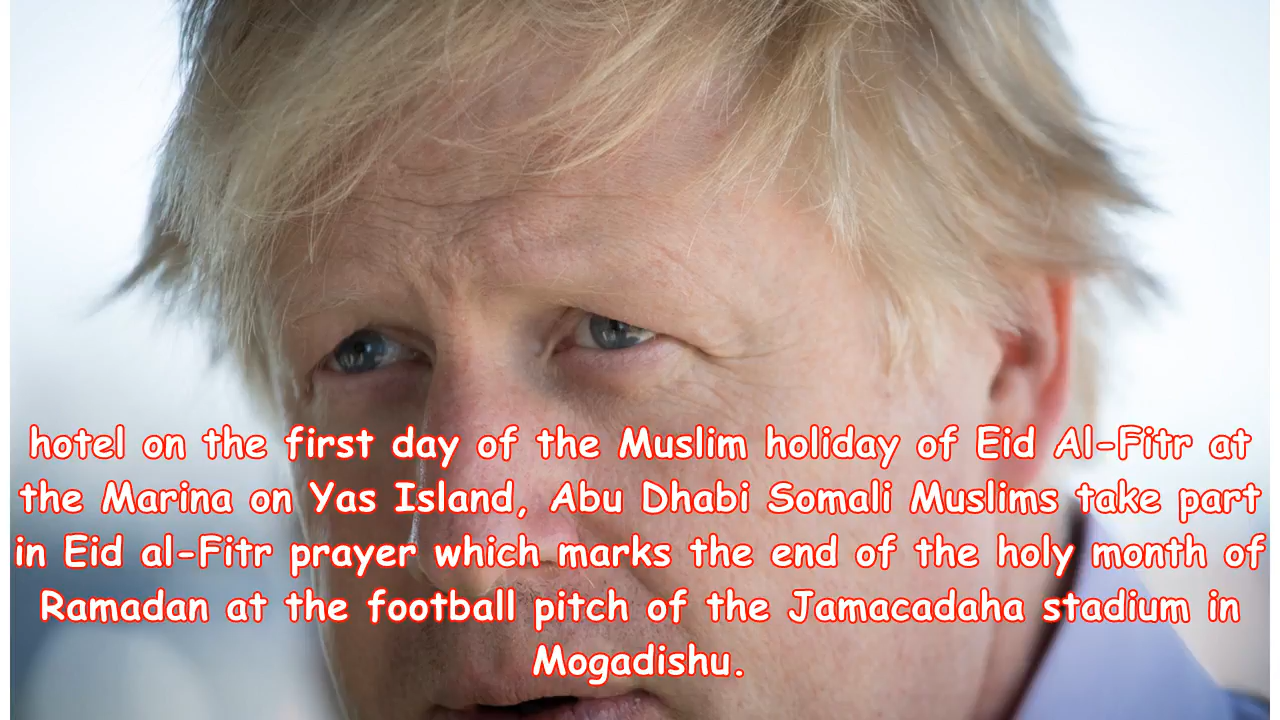 hotel on the first day of the Muslim holiday of Eid Al-Fitr at
the Marina on Yas Island, Abu Dhabi Somali Muslims take part
in Eid al-Fitr prayer which marks the end of the holy month of
Ramadan at the football pitch of the Jamacadaha stadium in
Mogadishu.